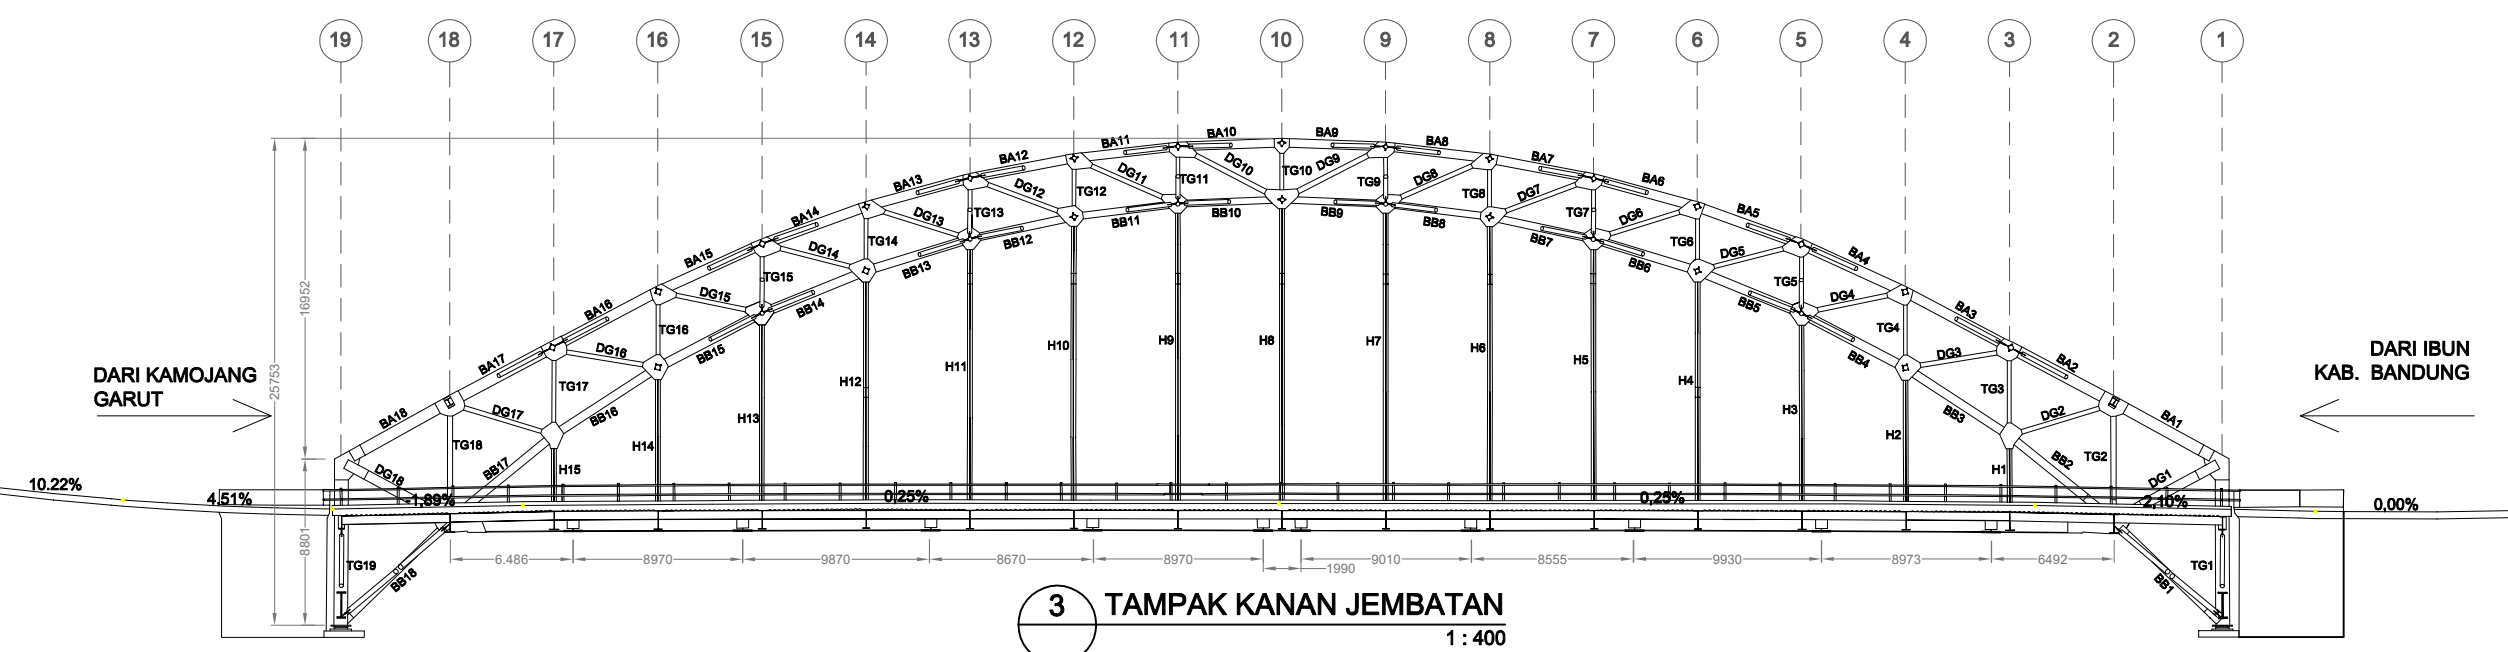 19 18 17 16 15 14 13 12 11 10 9 8 7 6 5 4 3 2 1
BA18 BA17 BA16 BA15 BA14 BA13 BA12 BA11 BA10 BA9 BA8 BA7 BA6 BA5 BA4 BA3 BA2 BA1
DG18 DG17 DG16 DG15 DG14 DG13 DG12 DG11 DG10 DG9 DG8 DG7 DG6 DG5 DG4 DG3 DG2 DG1
TG19 TG18 TG17 TG16 TG15 TG14 TG13 TG12 TG11 TG10 TG9 TG8 TG7 TG6 TG5 TG4 TG3 TG2 TG1
BB18 BB17 BB16 BB15 BB14 BB13 BB12 BB11 BB10 BB9 BB8 BB7 BB6 BB5 BB4 BB3 BB2 BB1
H15 H14 H13 H12 H11 H10 H9 H8 H7 H6 H5 H4 H3 H2 H1
16952
25753
8801
DARI KAMOJANG
GARUT
DARI IBUN
KAB. BANDUNG
10.22% 4.51% -1,89% 0,25% 0,25% 2,10% 0,00%
6.486 8970 9870 8670 8970 1990 9010 8555 9930 8973 6492
3 TAMPAK KANAN JEMBATAN
1 : 400